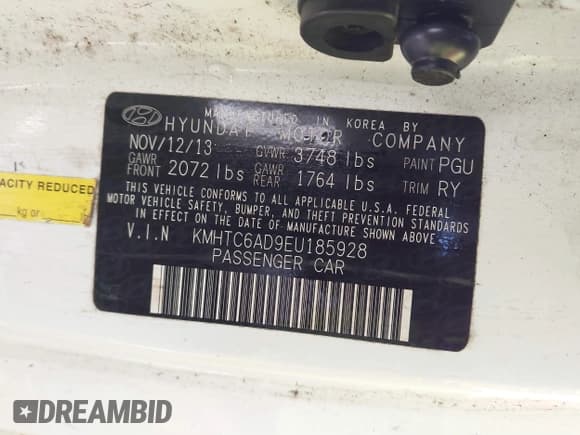 MANUFACTURED IN KOREA BY
HYUNDAI MOTOR COMPANY
NOV/12/13 GVWR 3748 lbs PAINT PGU
GAWR FRONT 2072 lbs GAWR REAR 1764 lbs TRIM RY
THIS VEHICLE CONFORMS TO ALL APPLICABLE U.S.A. FEDERAL
MOTOR VEHICLE SAFETY, BUMPER, AND THEFT PREVENTION STANDARDS
IN EFFECT ON THE DATE OF MANUFACTURE SHOWN ABOVE
V.I.N KMHTC6AD9EU185928
PASSENGER CAR
ACITY REDUCED
kg or
DREAMBID